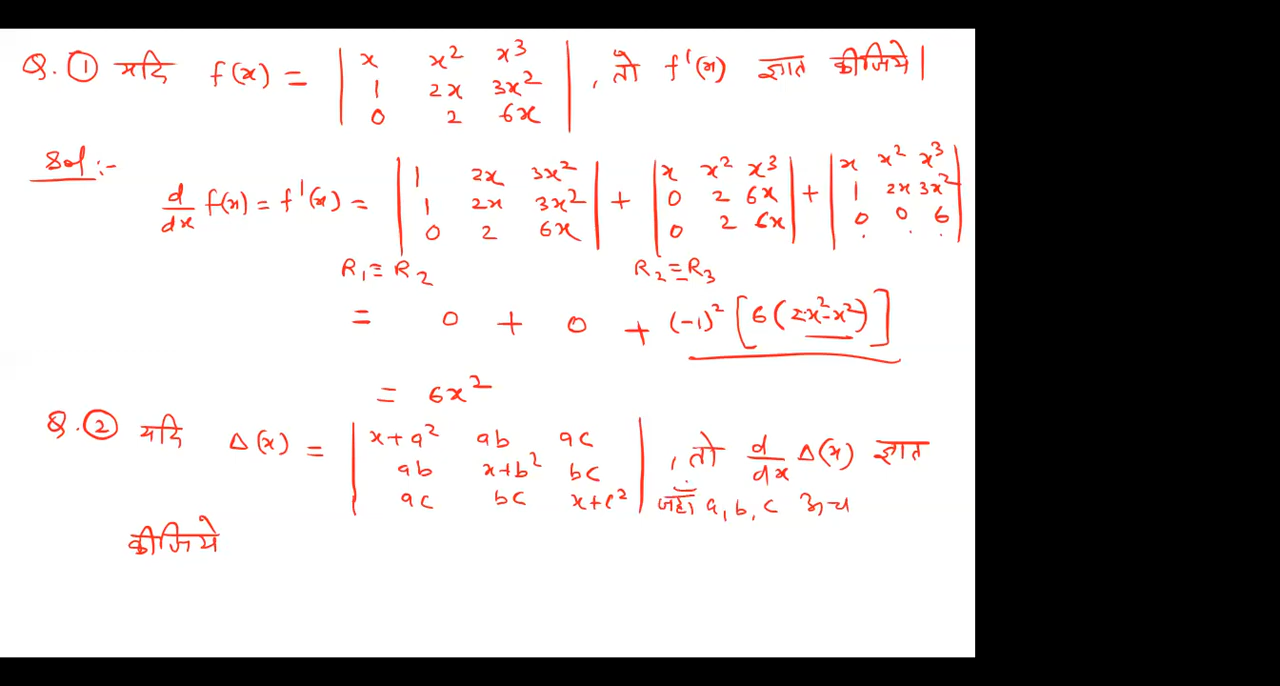 Q. ① यदि f(x) = | x x² x³ | , तो f'(x) ज्ञात कीजिये |
| 1 2x 3x² |
| 0 2 6x |
Sol :-
d/dx f(x) = f'(x) = | 1 2x 3x² | + | x x² x³ | + | x x² x³ |
| 1 2x 3x² | | 0 2 6x | | 1 2x 3x² |
| 0 2 6x | | 0 2 6x | | 0 0 6 |
R₁ ≡ R₂ R₂ ≡ R₃
= 0 + 0 + (-1)² [ 6 ( 2x² - x² ) ]
= 6x²
Q. ② यदि Δ(x) = | x+a² ab ac | , तो d/dx Δ(x) ज्ञात
| ab x+b² bc |
| ac bc x+c² | जहाँ a, b, c अच
कीजिये